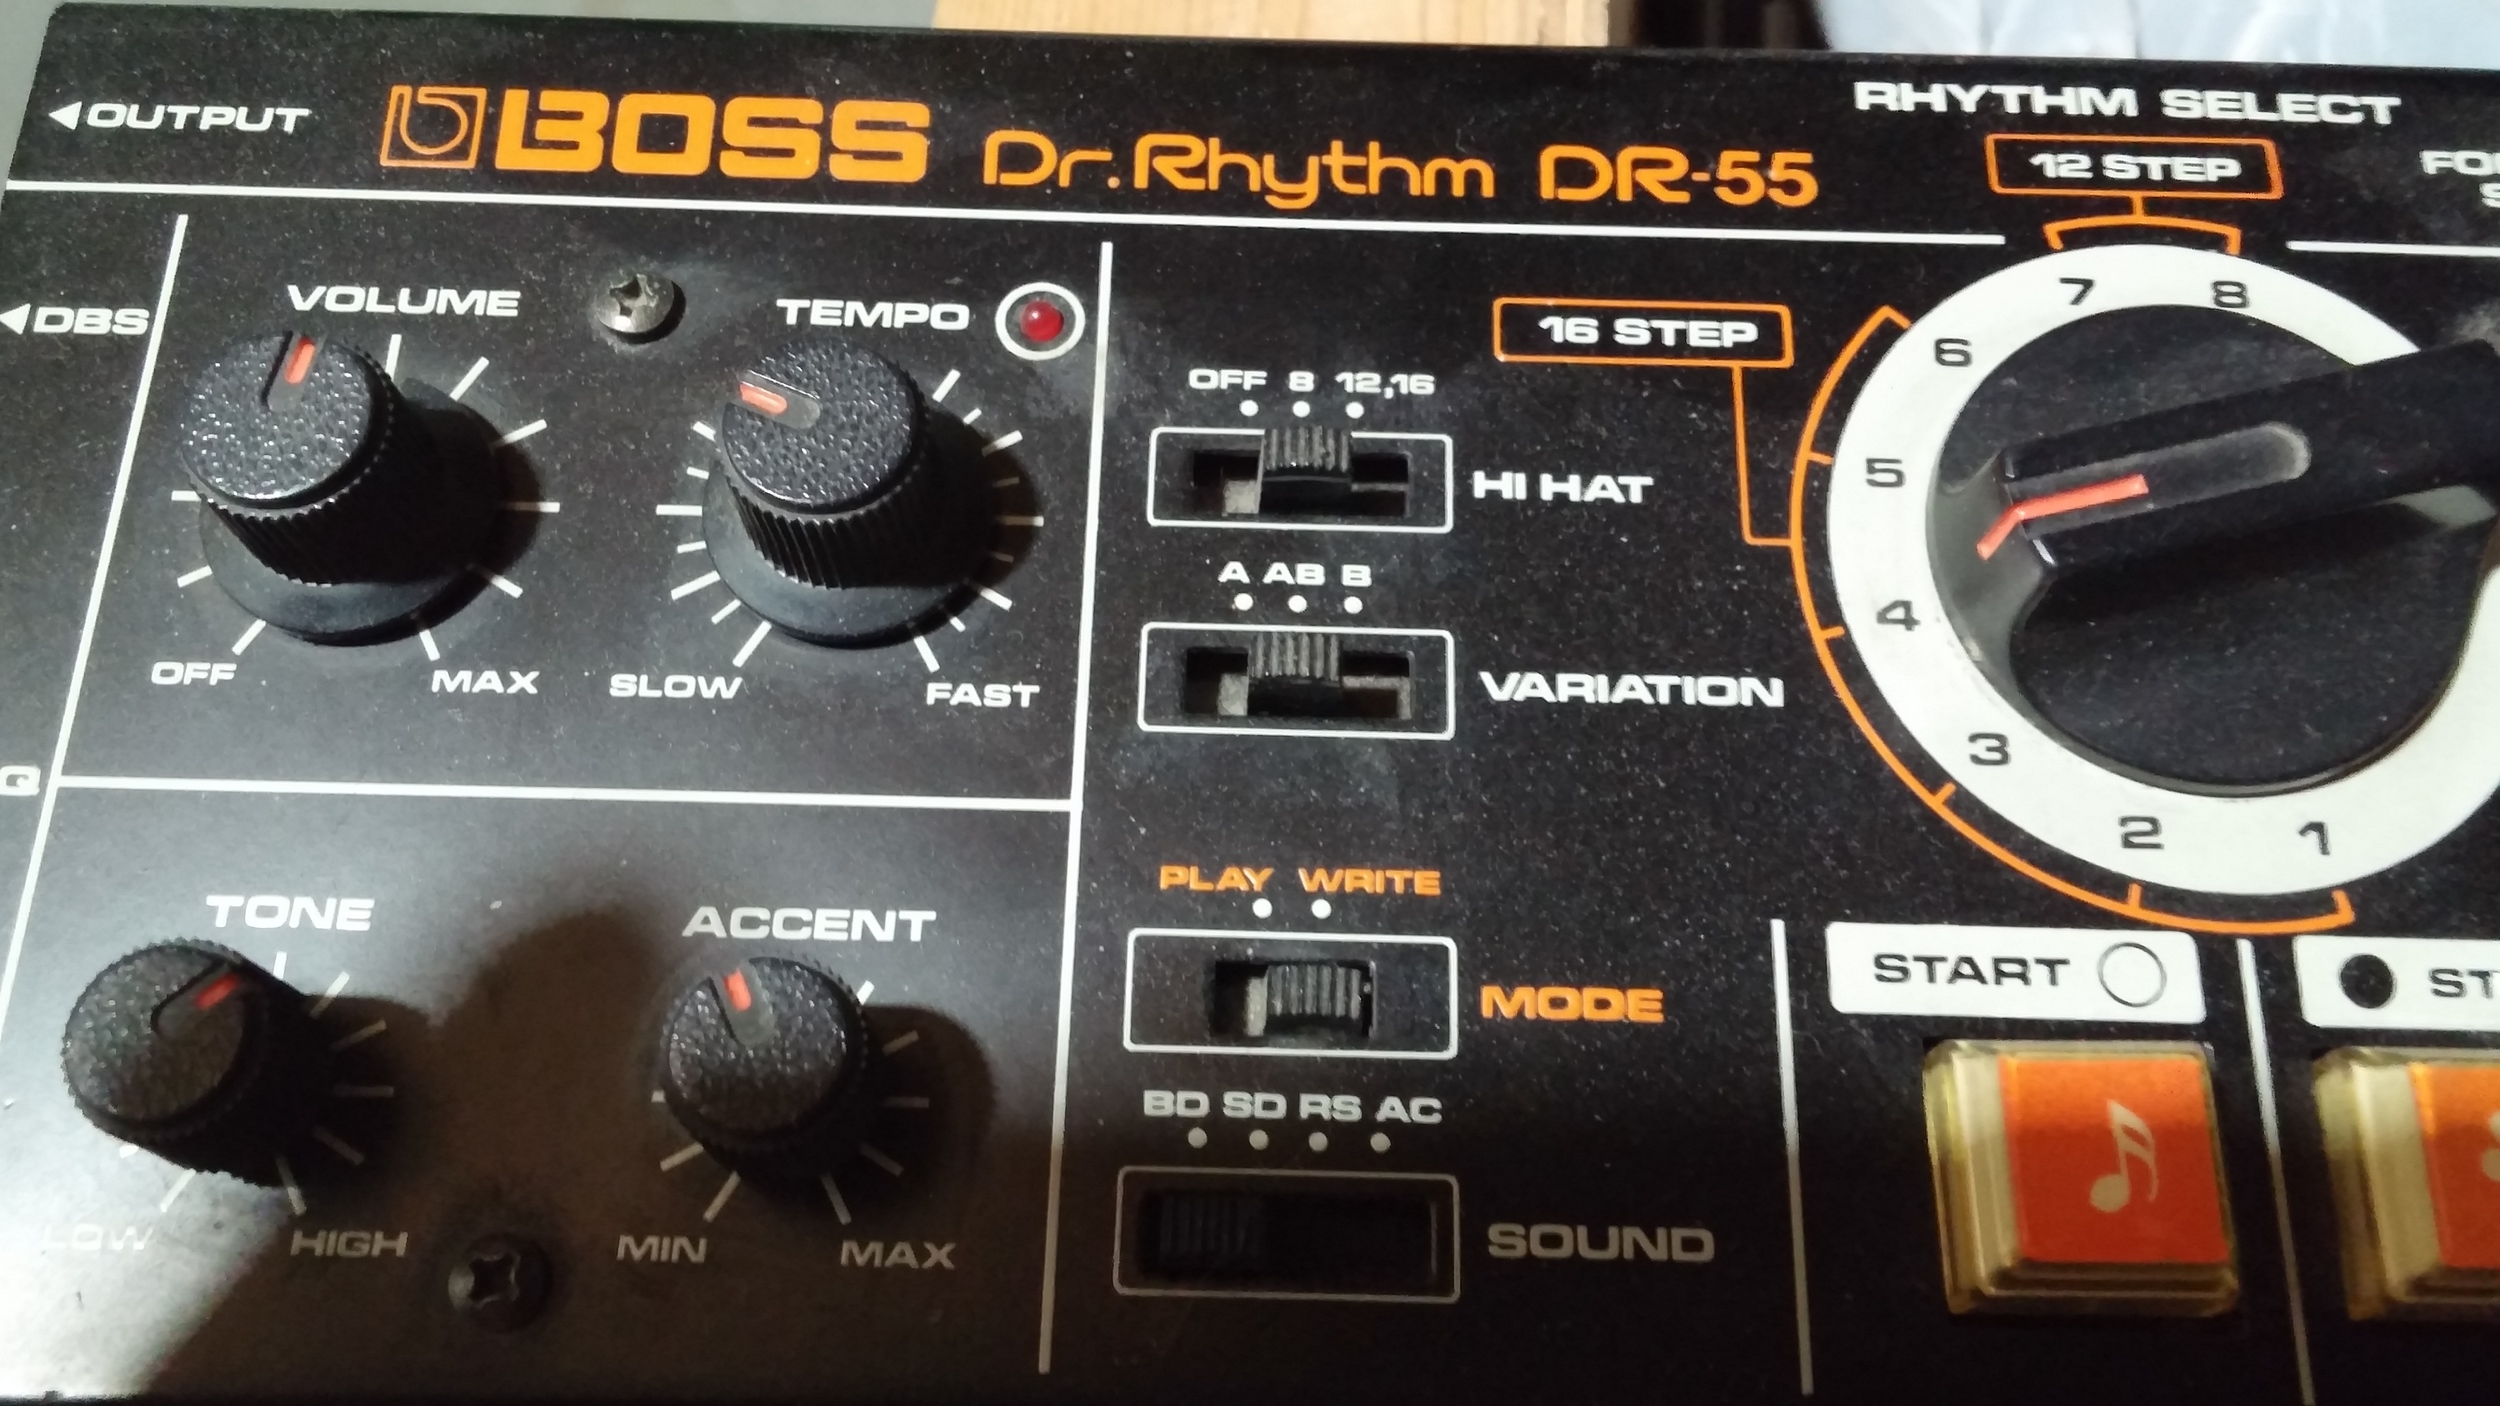 OUTPUT
BOSS Dr.Rhythm DR-55
RHYTHM SELECT
12 STEP
DBS
VOLUME
OFF
MAX
TEMPO
SLOW
FAST
OFF 8 12,16
HI HAT
A AB B
VARIATION
16 STEP
8
7
6
5
4
3
2
1
TONE
LOW
HIGH
ACCENT
MIN
MAX
PLAY WRITE
MODE
BD SD RS AC
SOUND
START